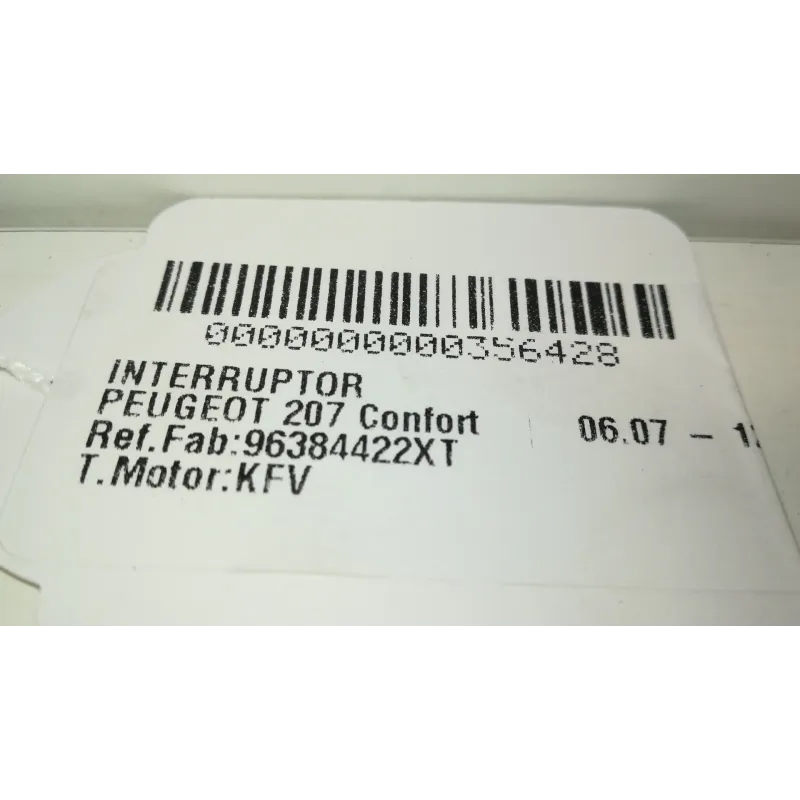 0000000000356428
INTERRUPTOR
PEUGEOT 207 Confort 06.07 -
Ref.Fab:96384422XT
T.Motor:KFV